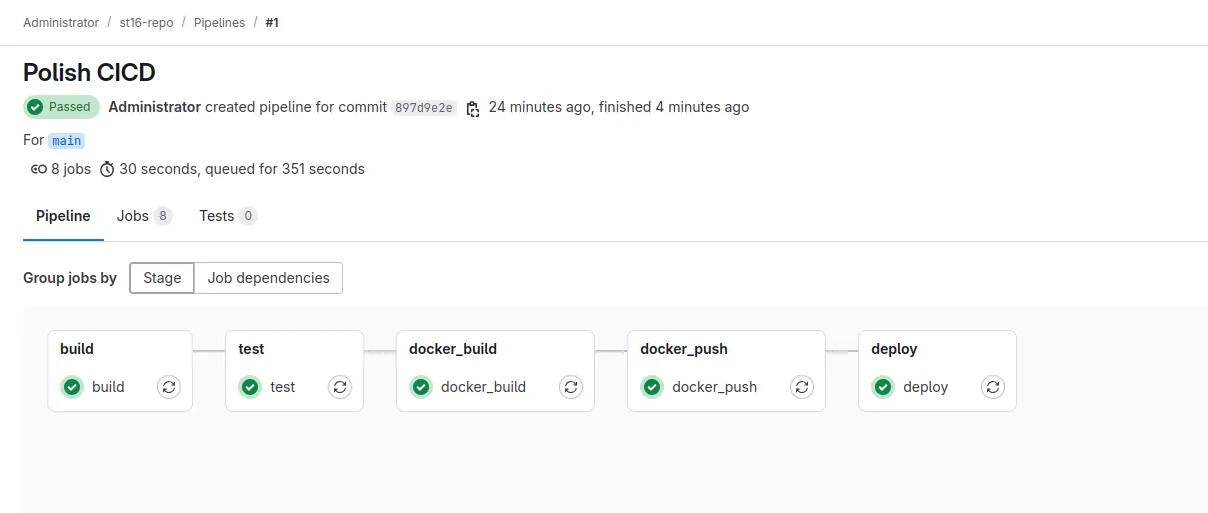 Administrator / st16-repo / Pipelines / #1
Polish CICD
Passed Administrator created pipeline for commit 897d9e2e 24 minutes ago, finished 4 minutes ago
For main
8 jobs 30 seconds, queued for 351 seconds
Pipeline Jobs 8 Tests 0
Group jobs by Stage Job dependencies
build test docker_build docker_push deploy
build test docker_build docker_push deploy